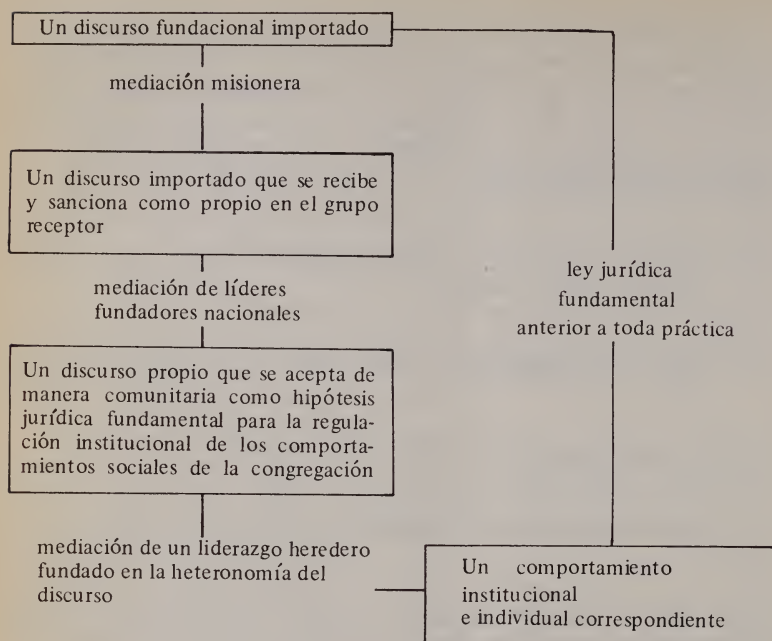 Un discurso fundacional importado
mediación misionera
Un discurso importado que se recibe
y sanciona como propio en el grupo
receptor
mediación de líderes
fundadores nacionales
ley jurídica
fundamental
anterior a toda práctica
Un discurso propio que se acepta de
manera comunitaria como hipótesis
jurídica fundamental para la regula-
ción institucional de los comporta-
mientos sociales de la congregación
mediación de un liderazgo heredero
fundado en la heteronomía del
discurso
Un comportamiento
institucional
e individual correspondiente